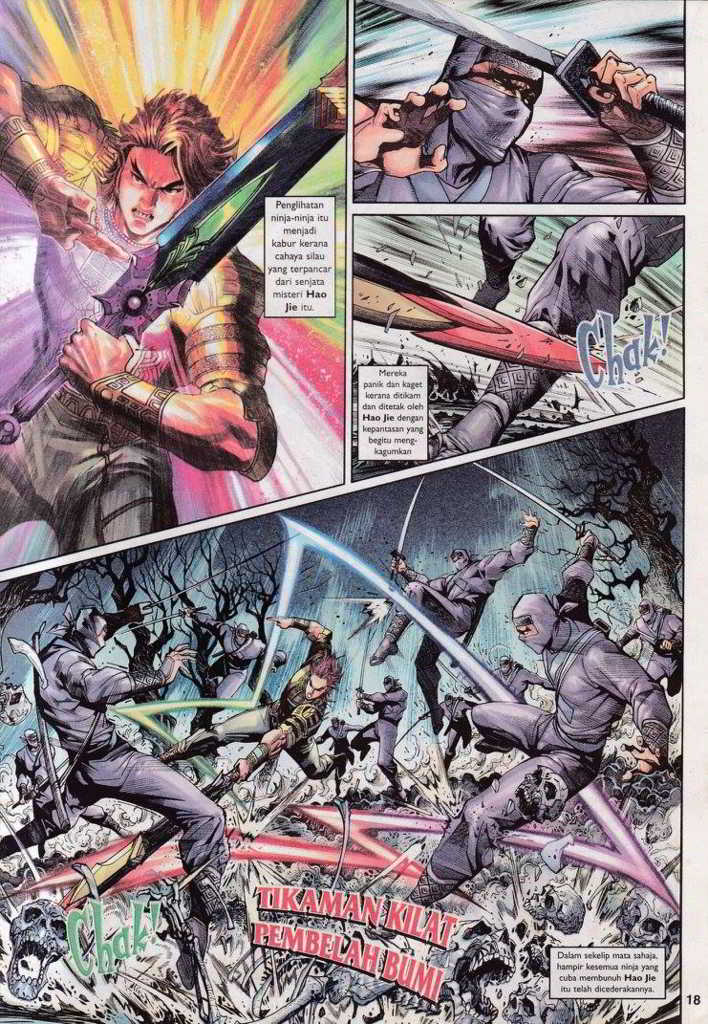 Penglihatan
ninja-ninja itu
menjadi
kabur kerana
cahaya silau
yang terpancar
dari senjata
misteri Hao
Jie itu.
Mereka
panik dan kaget
kerana ditikam
dan ditetak oleh
Hao Jie dengan
kepantasan yang
begitu meng-
kagumkan
Chak!
Chak!
TIKAMAN KILAT
PEMBELAH BUMI
Dalam sekelip mata sahaja,
hampir kesemua ninja yang
cuba membunuh Hao Jie
itu telah dicederakannya.
18